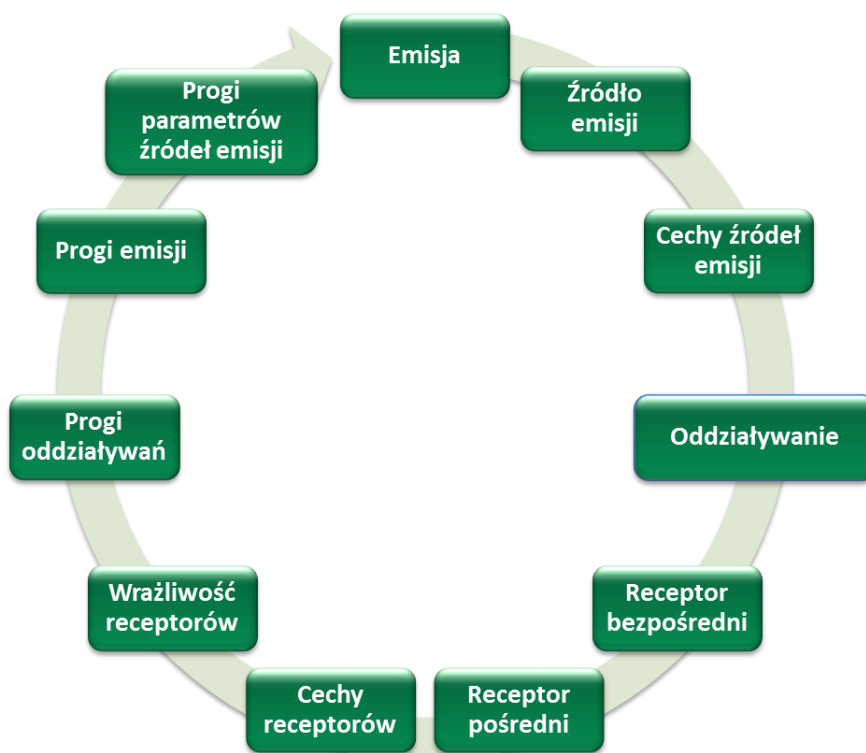 Emisja
Źródło
emisji
Cechy źródeł
emisji
Oddziaływanie
Receptor
bezpośredni
Receptor
pośredni
Cechy
receptorów
Wrażliwość
receptorów
Progi
oddziaływań
Progi emisji
Progi
parametrów
źródeł emisji